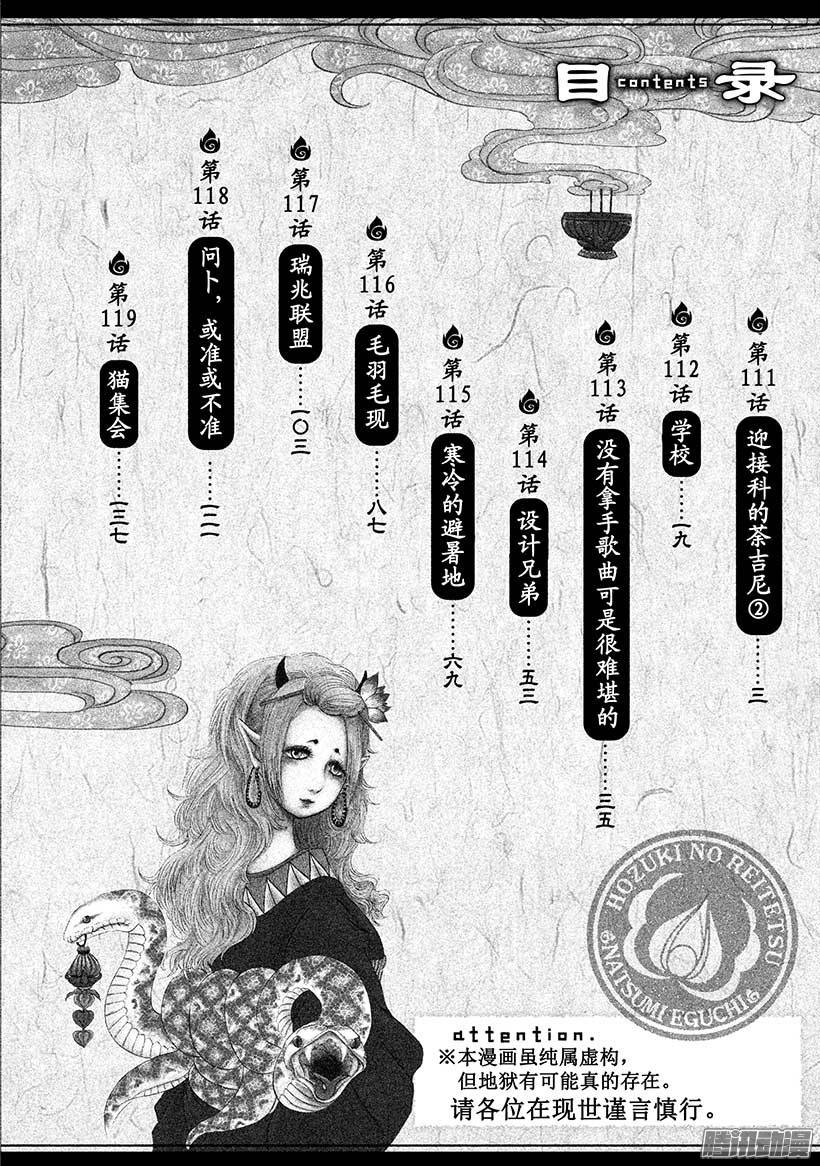 目 contents 录
第111话
迎接科的荼吉尼②……三
第112话
学校……一九
第113话
没有拿手歌曲可是很难堪的……三五
第114话
设计兄弟……五三
第115话
寒冷的避暑地……六九
第116话
毛羽毛现……八七
第117话
瑞兆联盟……一〇三
第118话
问卜，或准或不准……一二一
第119话
猫集会……一三七
HOZUKI NO REITETSU
NATSUMI EGUCHI
attention.
※本漫画虽纯属虚构，
但地狱有可能真的存在。
请各位在现世谨言慎行。
腾讯动漫